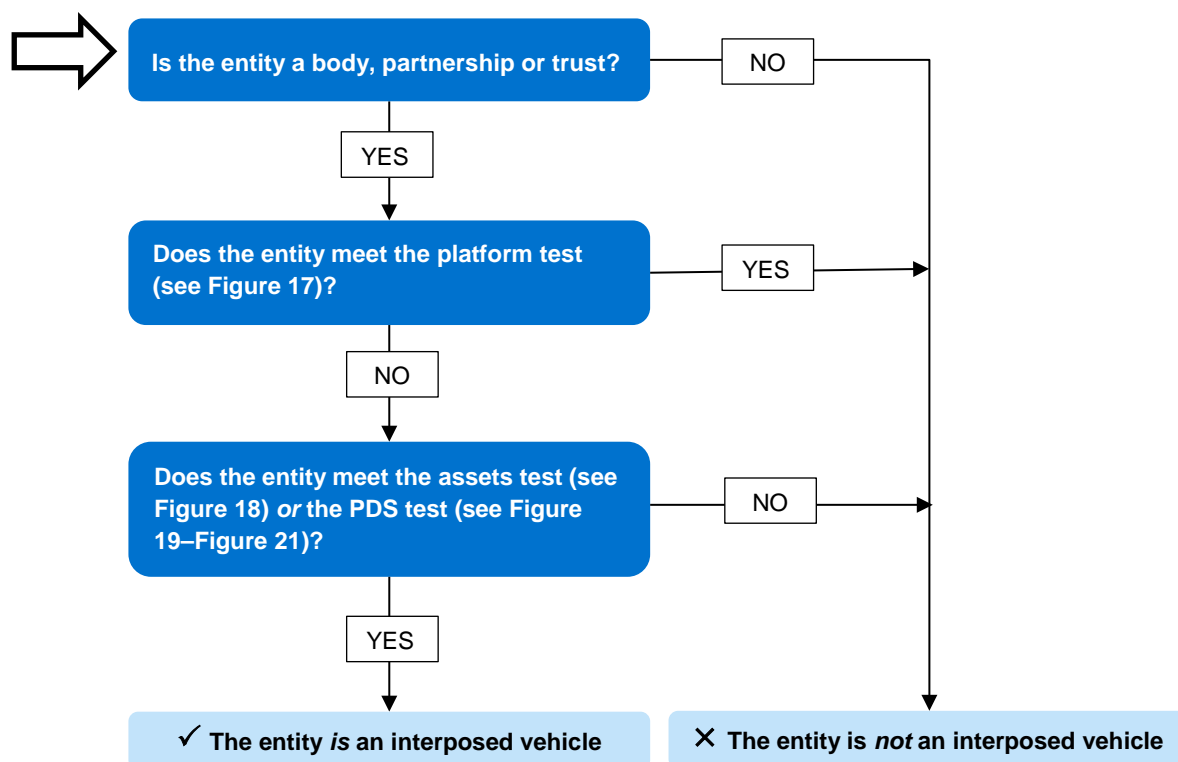 Is the entity a body, partnership or trust?
NO
YES
Does the entity meet the platform test
(see Figure 17)?
YES
NO
Does the entity meet the assets test (see
Figure 18) or the PDS test (see Figure
19–Figure 21)?
NO
YES
✓ The entity is an interposed vehicle
✕ The entity is not an interposed vehicle